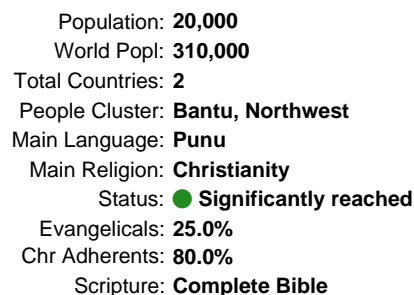 Population: 20,000
World Popl: 310,000
Total Countries: 2
People Cluster: Bantu, Northwest
Main Language: Punu
Main Religion: Christianity
Status: Significantly reached
Evangelicals: 25.0%
Chr Adherents: 80.0%
Scripture: Complete Bible